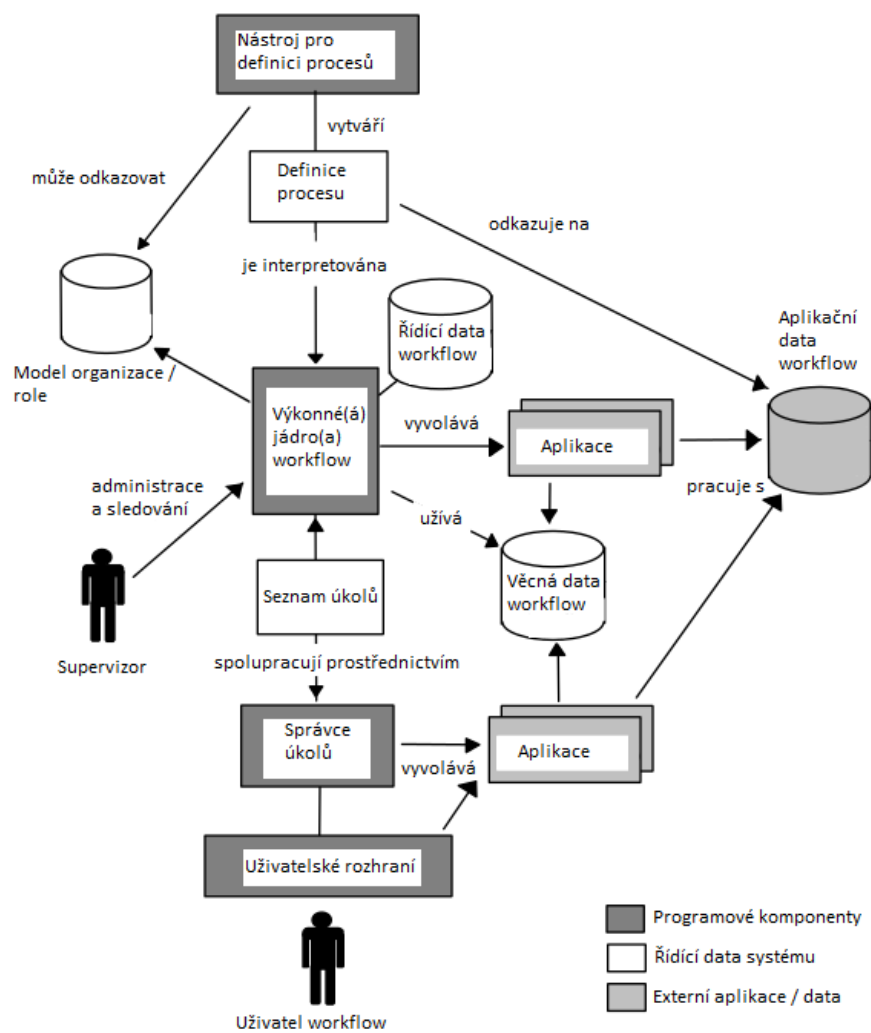 Nástroj pro
definici procesů
vytváří
může odkazovat
Definice
procesu
odkazuje na
je interpretována
Řídící data
workflow
Aplikační
data
workflow
Model organizace /
role
Výkonné(á)
jádro(a)
workflow
vyvolává
Aplikace
pracuje s
administrace
a sledování
užívá
Věcná data
workflow
Seznam úkolů
Supervizor
spolupracují prostřednictvím
Správce
úkolů
vyvolává
Aplikace
Uživatelské rozhraní
Programové komponenty
Řídící data systému
Externí aplikace / data
Uživatel workflow